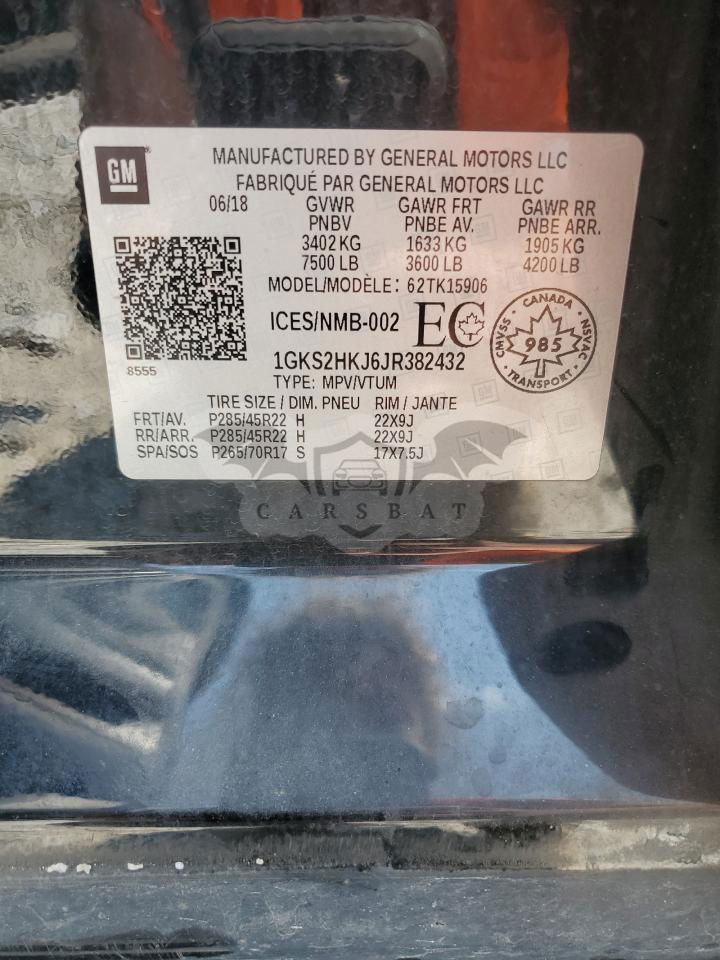 GM
MANUFACTURED BY GENERAL MOTORS LLC
FABRIQUÉ PAR GENERAL MOTORS LLC
06/18 GVWR GAWR FRT GAWR RR
PNBV PNBE AV. PNBE ARR.
3402 KG 1633 KG 1905 KG
7500 LB 3600 LB 4200 LB
MODEL/MODÈLE: 62TK15906
ICES/NMB-002 EC
CANADA
CMVSS 985
TRANSPORT
1GKS2HKJ6JR382432
8555
TYPE: MPV/VTUM
TIRE SIZE / DIM. PNEU RIM / JANTE
FRT/AV. P285/45R22 H 22X9J
RR/ARR. P285/45R22 H 22X9J
SPA/SOS P265/70R17 S 17X7.5J
CARSBAT